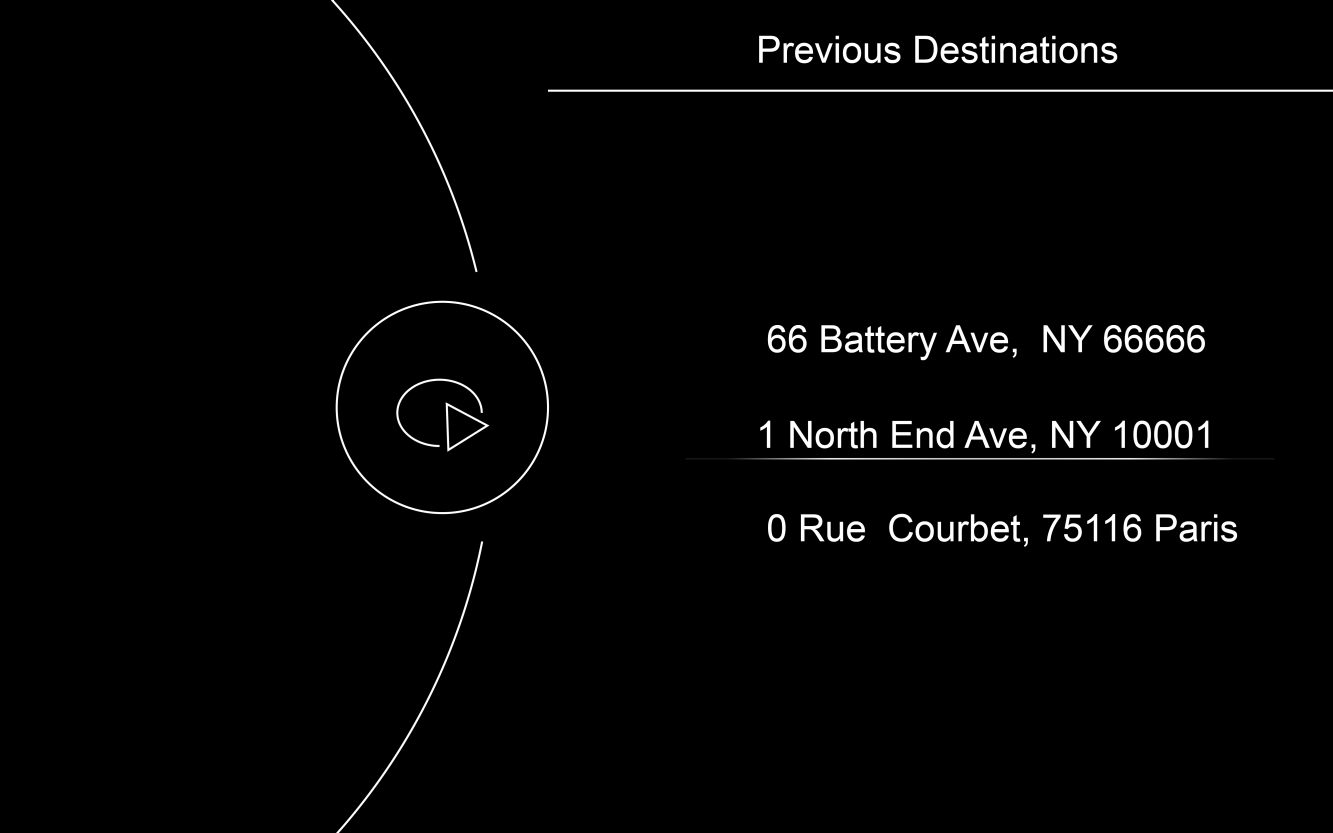 Previous Destinations
66 Battery Ave,  NY 66666
1 North End Ave, NY 10001
0 Rue  Courbet, 75116 Paris